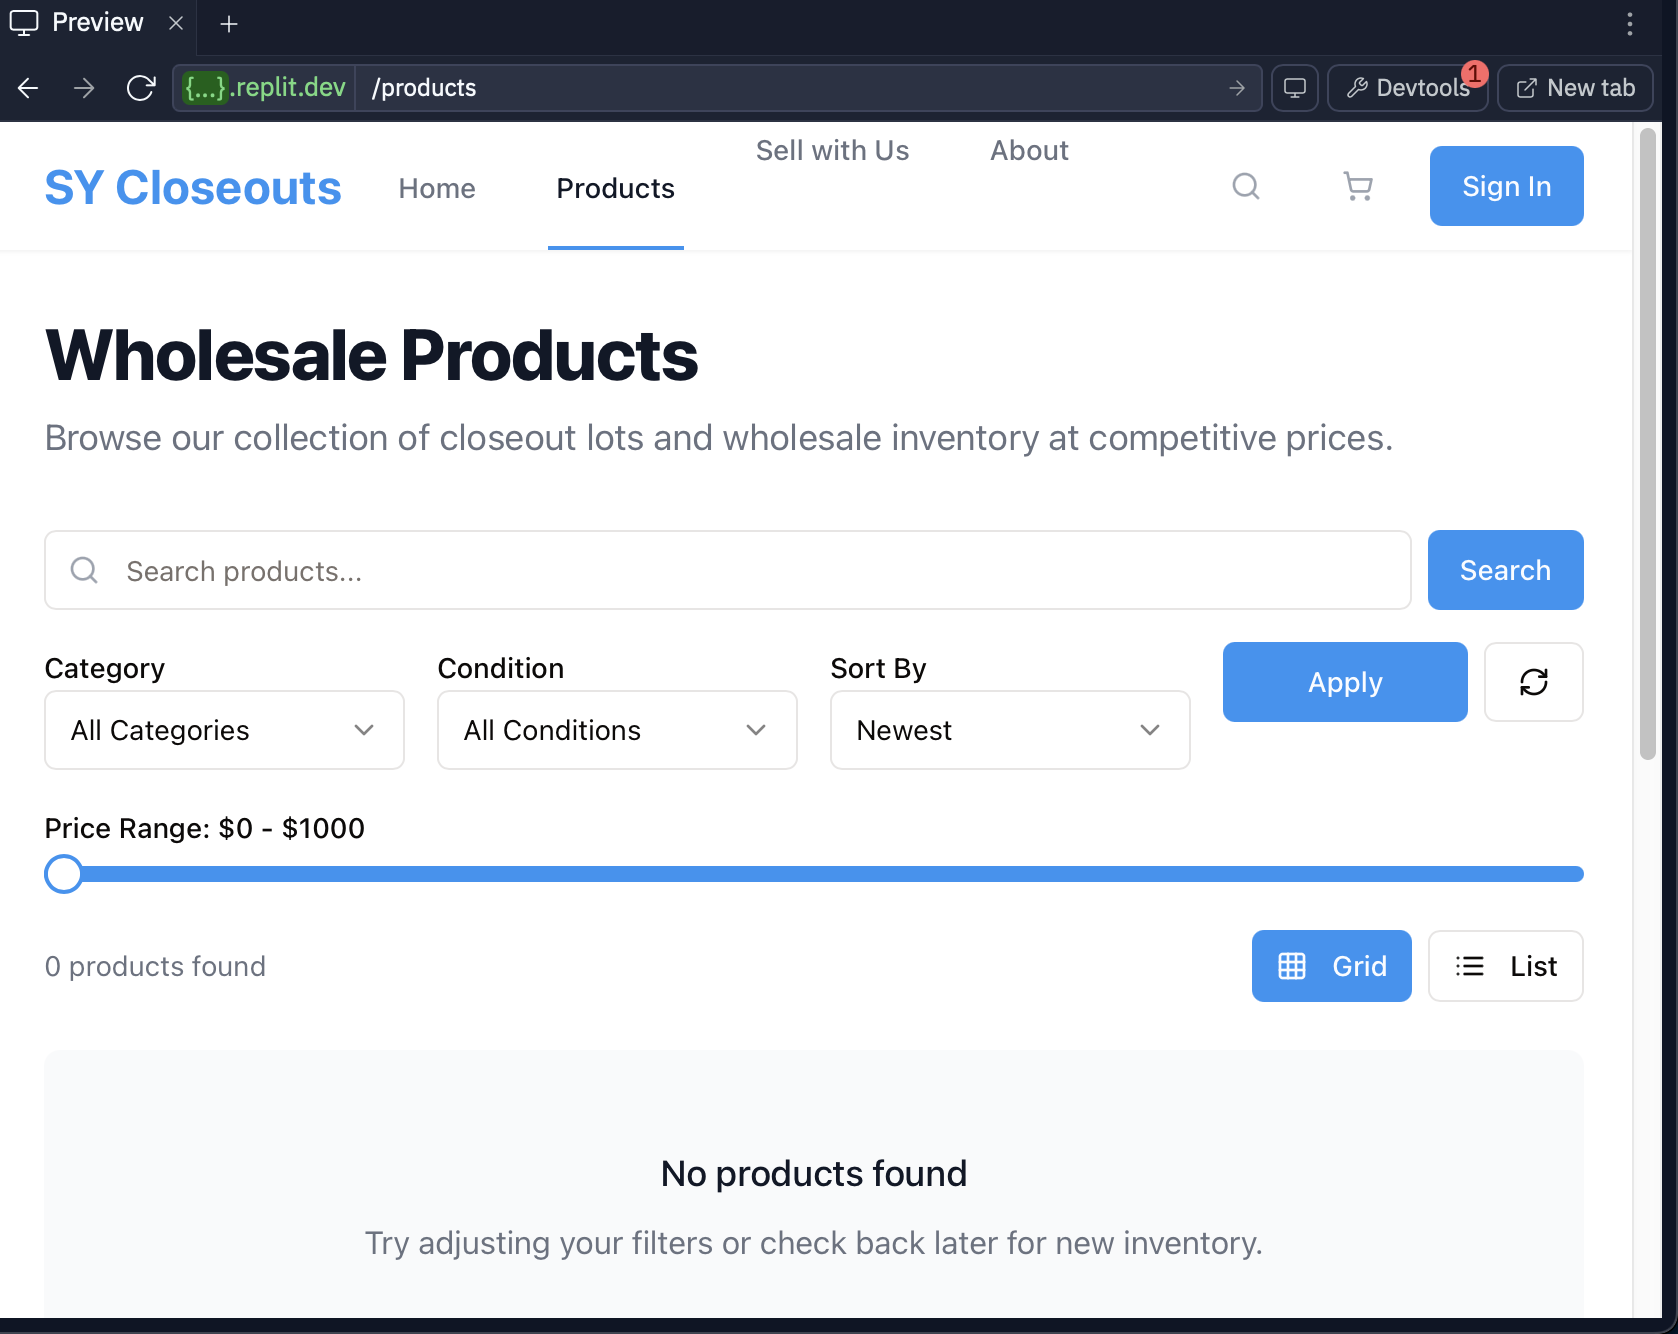 Preview
{...}.replit.dev /products
Devtools 1
New tab
SY Closeouts
Home
Products
Sell with Us
About
Sign In
Wholesale Products
Browse our collection of closeout lots and wholesale inventory at competitive prices.
Search products...
Search
Category
Condition
Sort By
All Categories
All Conditions
Newest
Apply
Price Range: $0 - $1000
0 products found
Grid
List
No products found
Try adjusting your filters or check back later for new inventory.